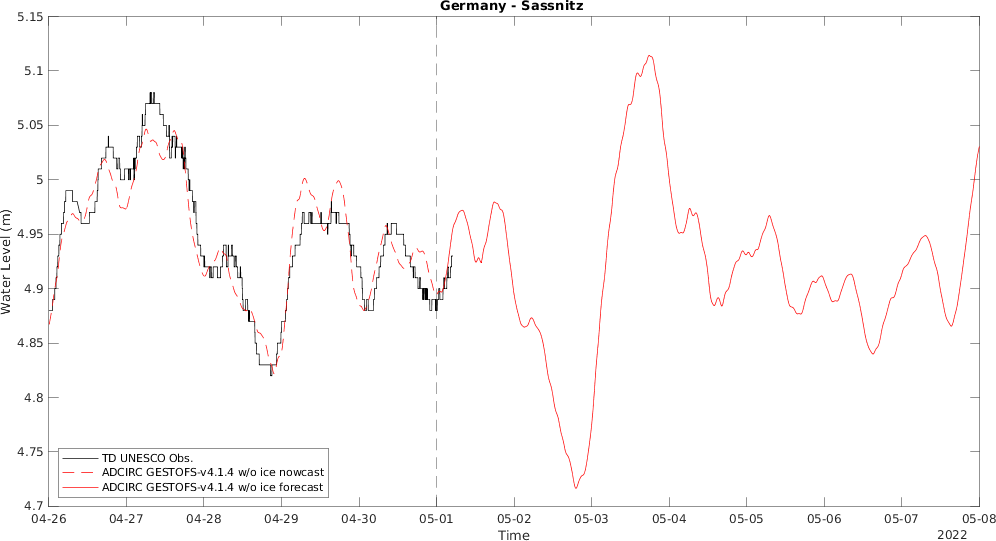 Germany - Sassnitz
5.15
5.1
5.05
5
4.95
4.9
4.85
4.8
4.75
4.7
Water Level (m)
TD UNESCO Obs.
ADCIRC GESTOFS-v4.1.4 w/o ice nowcast
ADCIRC GESTOFS-v4.1.4 w/o ice forecast
04-26 04-27 04-28 04-29 04-30 05-01 05-02 05-03 05-04 05-05 05-06 05-07 05-08
Time
2022